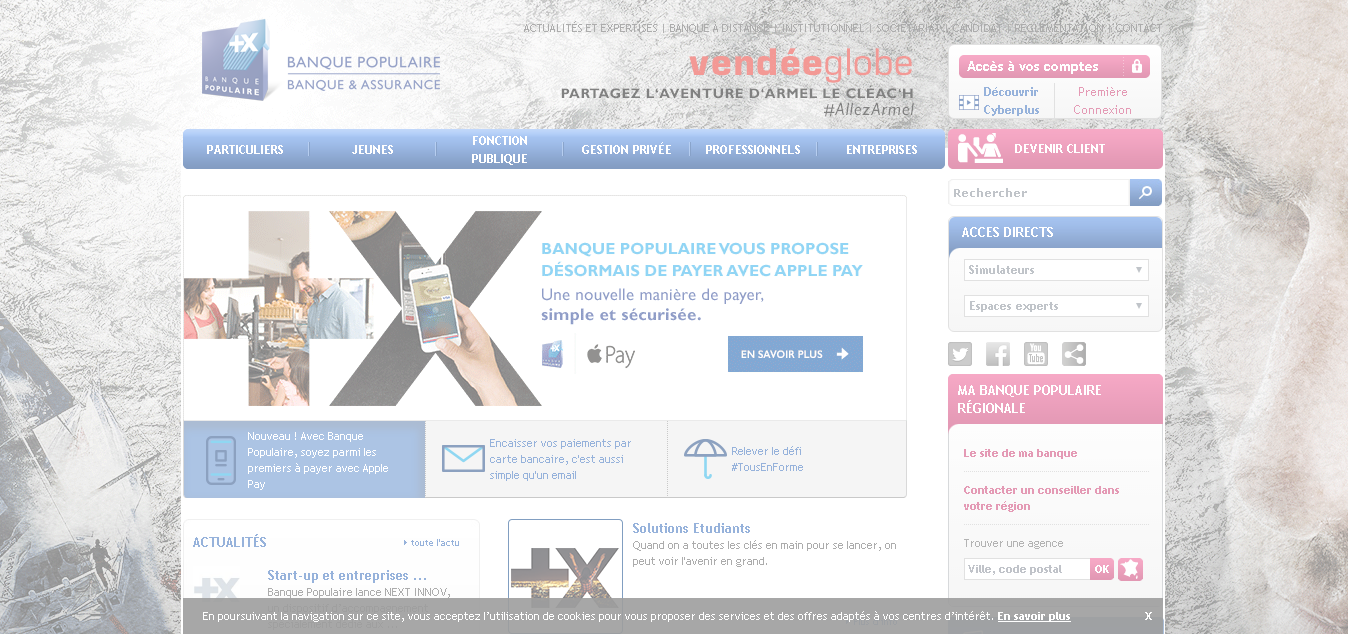 ACTUALITÉS ET EXPERTISES | BANQUE A DISTANCE | INSTITUTIONNEL | SOCIÉTARIAT | CANDIDAT | RÉGLEMENTATION | CONTACT
+X
BANQUE
POPULAIRE
BANQUE POPULAIRE
BANQUE & ASSURANCE
vendéeglobe
PARTAGEZ L'AVENTURE D'ARMEL LE CLÉAC'H
#AllezArmel
Accès à vos comptes
Découvrir
Cyberplus
Première
Connexion
PARTICULIERS
JEUNES
FONCTION
PUBLIQUE
GESTION PRIVÉE
PROFESSIONNELS
ENTREPRISES
DEVENIR CLIENT
Rechercher
BANQUE POPULAIRE VOUS PROPOSE
DÉSORMAIS DE PAYER AVEC APPLE PAY
Une nouvelle manière de payer,
simple et sécurisée.
Pay
EN SAVOIR PLUS
ACCES DIRECTS
Simulateurs
Espaces experts
You
Tube
Nouveau ! Avec Banque
Populaire, soyez parmi les
premiers à payer avec Apple
Pay
Encaisser vos paiements par
carte bancaire, c'est aussi
simple qu'un email
Relever le défi
#TousEnForme
MA BANQUE POPULAIRE
RÉGIONALE
Le site de ma banque
Contacter un conseiller dans
votre région
Trouver une agence
Ville, code postal
OK
ACTUALITÉS
toute l'actu
+X
Start-up et entreprises ...
Banque Populaire lance NEXT INNOV,
+X
Solutions Etudiants
Quand on a toutes les clés en main pour se lancer, on
peut voir l'avenir en grand.
En poursuivant la navigation sur ce site, vous acceptez l'utilisation de cookies pour vous proposer des services et des offres adaptés à vos centres d'intérêt. En savoir plus
X